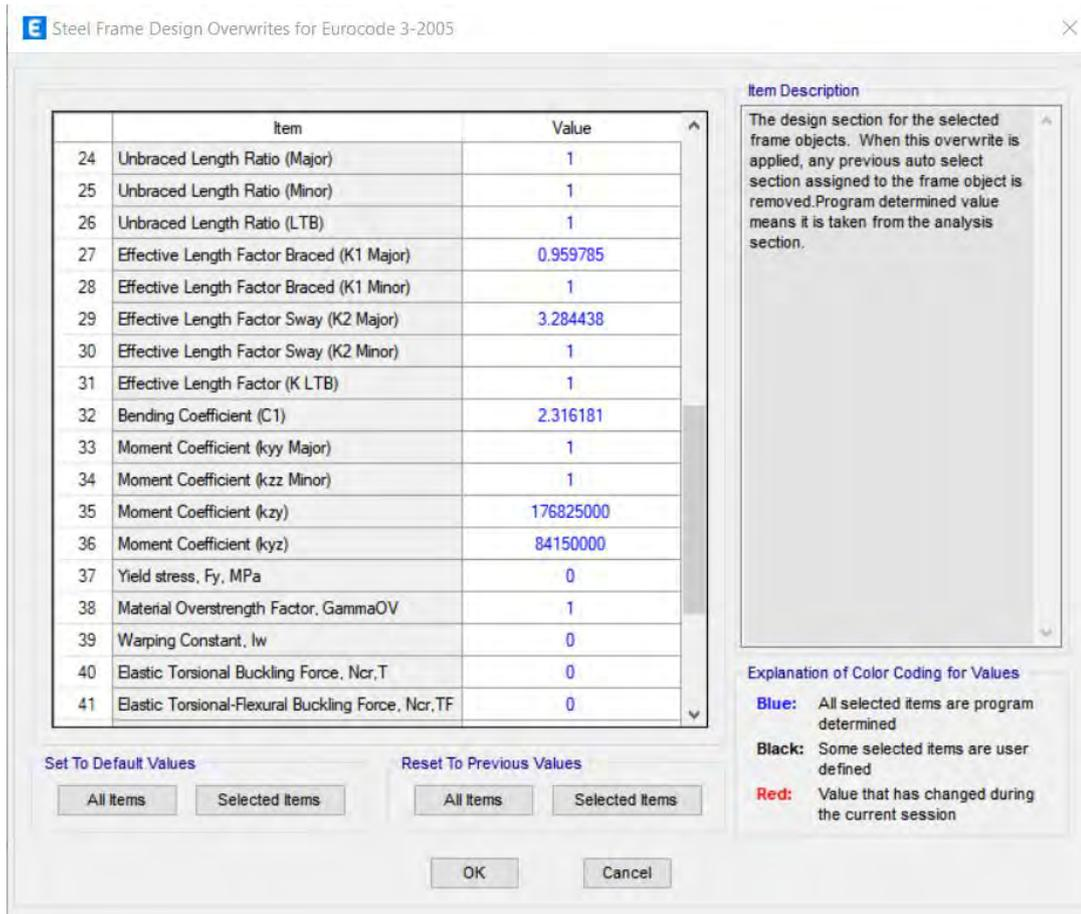 E Steel Frame Design Overwrites for Eurocode 3-2005
Item Value
24 Unbraced Length Ratio (Major) 1
25 Unbraced Length Ratio (Minor) 1
26 Unbraced Length Ratio (LTB) 1
27 Effective Length Factor Braced (K1 Major) 0.959785
28 Effective Length Factor Braced (K1 Minor) 1
29 Effective Length Factor Sway (K2 Major) 3.284438
30 Effective Length Factor Sway (K2 Minor) 1
31 Effective Length Factor (K LTB) 1
32 Bending Coefficient (C1) 2.316181
33 Moment Coefficient (kyy Major) 1
34 Moment Coefficient (kzz Minor) 1
35 Moment Coefficient (kzy) 176825000
36 Moment Coefficient (kyz) 84150000
37 Yield stress, Fy, MPa 0
38 Material Overstrength Factor, GammaOV 1
39 Warping Constant, Iw 0
40 Elastic Torsional Buckling Force, Ncr,T 0
41 Elastic Torsional-Flexural Buckling Force, Ncr,TF 0
Item Description
The design section for the selected
frame objects. When this overwrite is
applied, any previous auto select
section assigned to the frame object is
removed.Program determined value
means it is taken from the analysis
section.
Explanation of Color Coding for Values
Blue: All selected items are program
determined
Black: Some selected items are user
defined
Red: Value that has changed during
the current session
Set To Default Values
All Items Selected Items
Reset To Previous Values
All Items Selected Items
OK Cancel